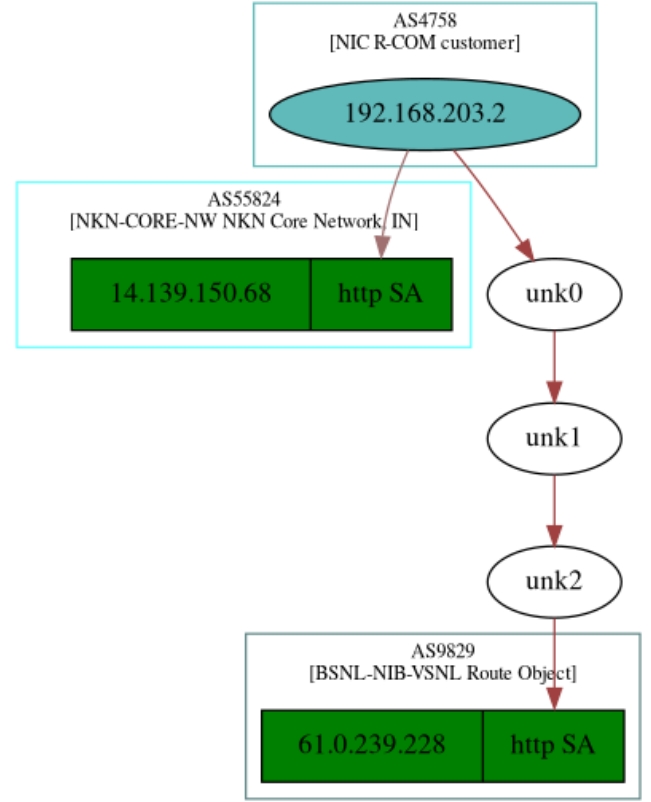 AS4758
[NIC R-COM customer]
192.168.203.2
AS55824
[NKN-CORE-NW NKN Core Network, IN]
14.139.150.68 http SA
unk0
unk1
unk2
AS9829
[BSNL-NIB-VSNL Route Object]
61.0.239.228 http SA